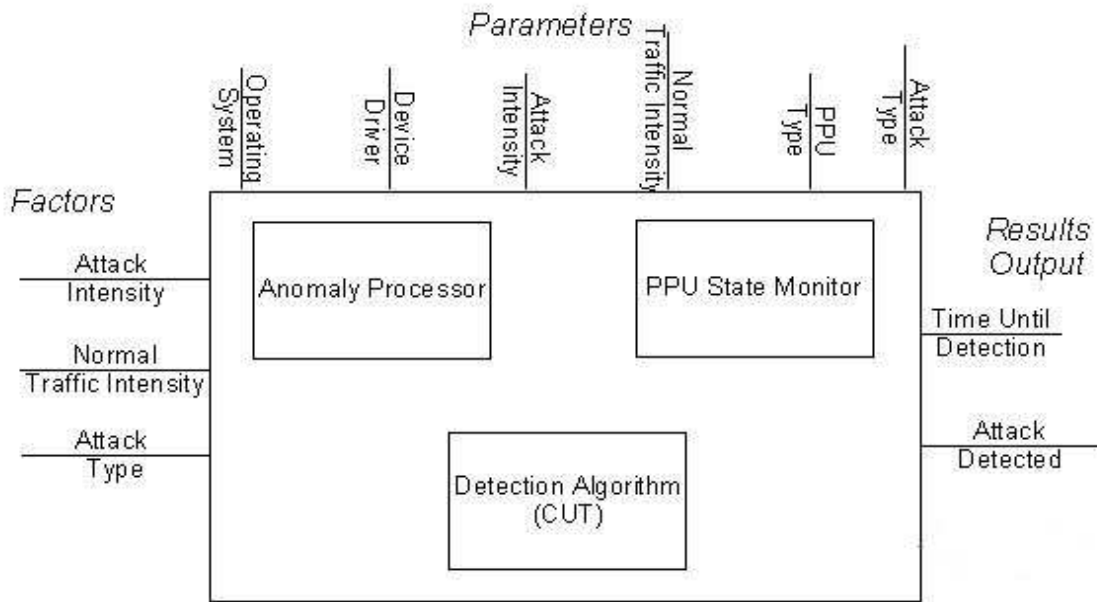 Parameters
Operating
System
Device
Driver
Attack
Intensity
Normal
Traffic Intensity
PPU
Type
Attack
Type
Factors
Attack
Intensity
Normal
Traffic Intensity
Attack
Type
Anomaly Processor
PPU State Monitor
Detection Algorithm
(CUT)
Results
Output
Time Until
Detection
Attack
Detected